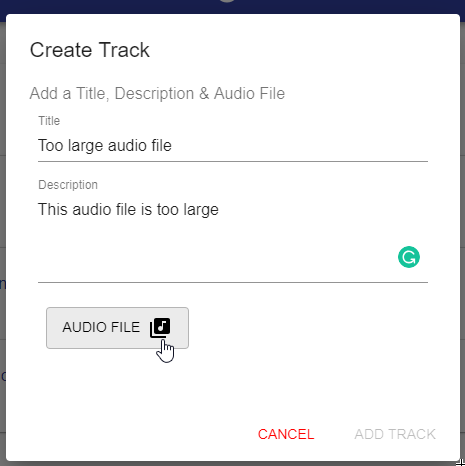 Create Track
Add a Title, Description & Audio File
Title
Too large audio file
Description
This audio file is too large
AUDIO FILE
CANCEL ADD TRACK